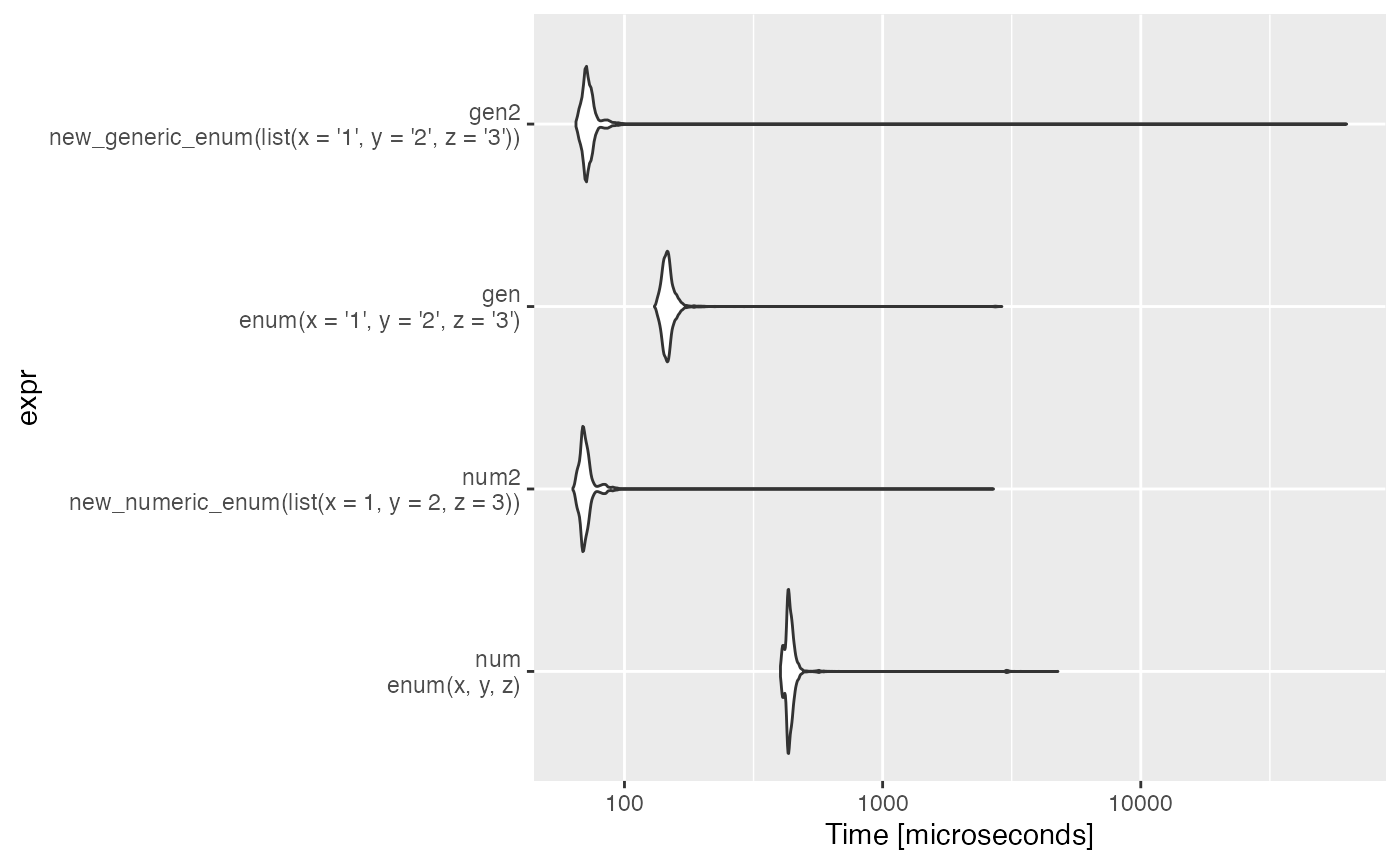 gen2
new_generic_enum(list(x = '1', y = '2', z = '3'))
gen
enum(x = '1', y = '2', z = '3')
expr
num2
new_numeric_enum(list(x = 1, y = 2, z = 3))
num
enum(x, y, z)
100 1000 10000
Time [microseconds]